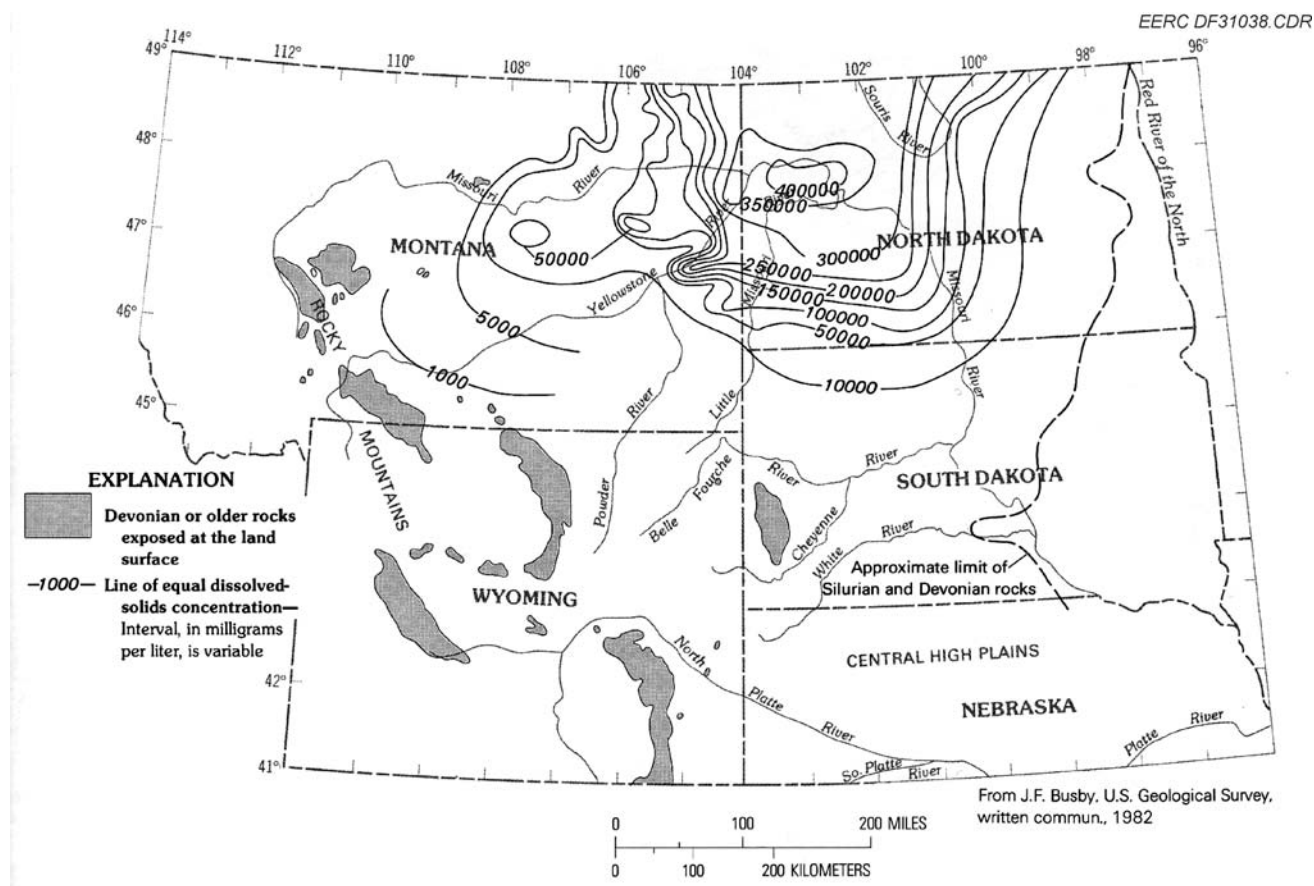 EERC DF31038.CDR
114°
49°
112°
110°
108°
106°
104°
102°
100°
98°
96°
48°
47°
46°
45°
42°
41°
Souris
River
Red River of the North
Missouri
River
River
400000
350000
MONTANA
50000
NORTH DAKOTA
300000
250000
200000
150000
100000
50000
10000
Yellowstone
Missouri
Missouri
River
5000
1000
ROCKY
MOUNTAINS
River
Powder
Little
Belle
Fourche
River
River
Cheyenne
White
River
SOUTH DAKOTA
Approximate limit of
Silurian and Devonian rocks
WYOMING
North
Platte
River
CENTRAL HIGH PLAINS
NEBRASKA
So. Platte
River
Platte
River
EXPLANATION
Devonian or older rocks
exposed at the land
surface
—1000— Line of equal dissolved-
solids concentration—
Interval, in milligrams
per liter, is variable
From J.F. Busby, U.S. Geological Survey,
written commun., 1982
0 100 200 MILES
0 100 200 KILOMETERS